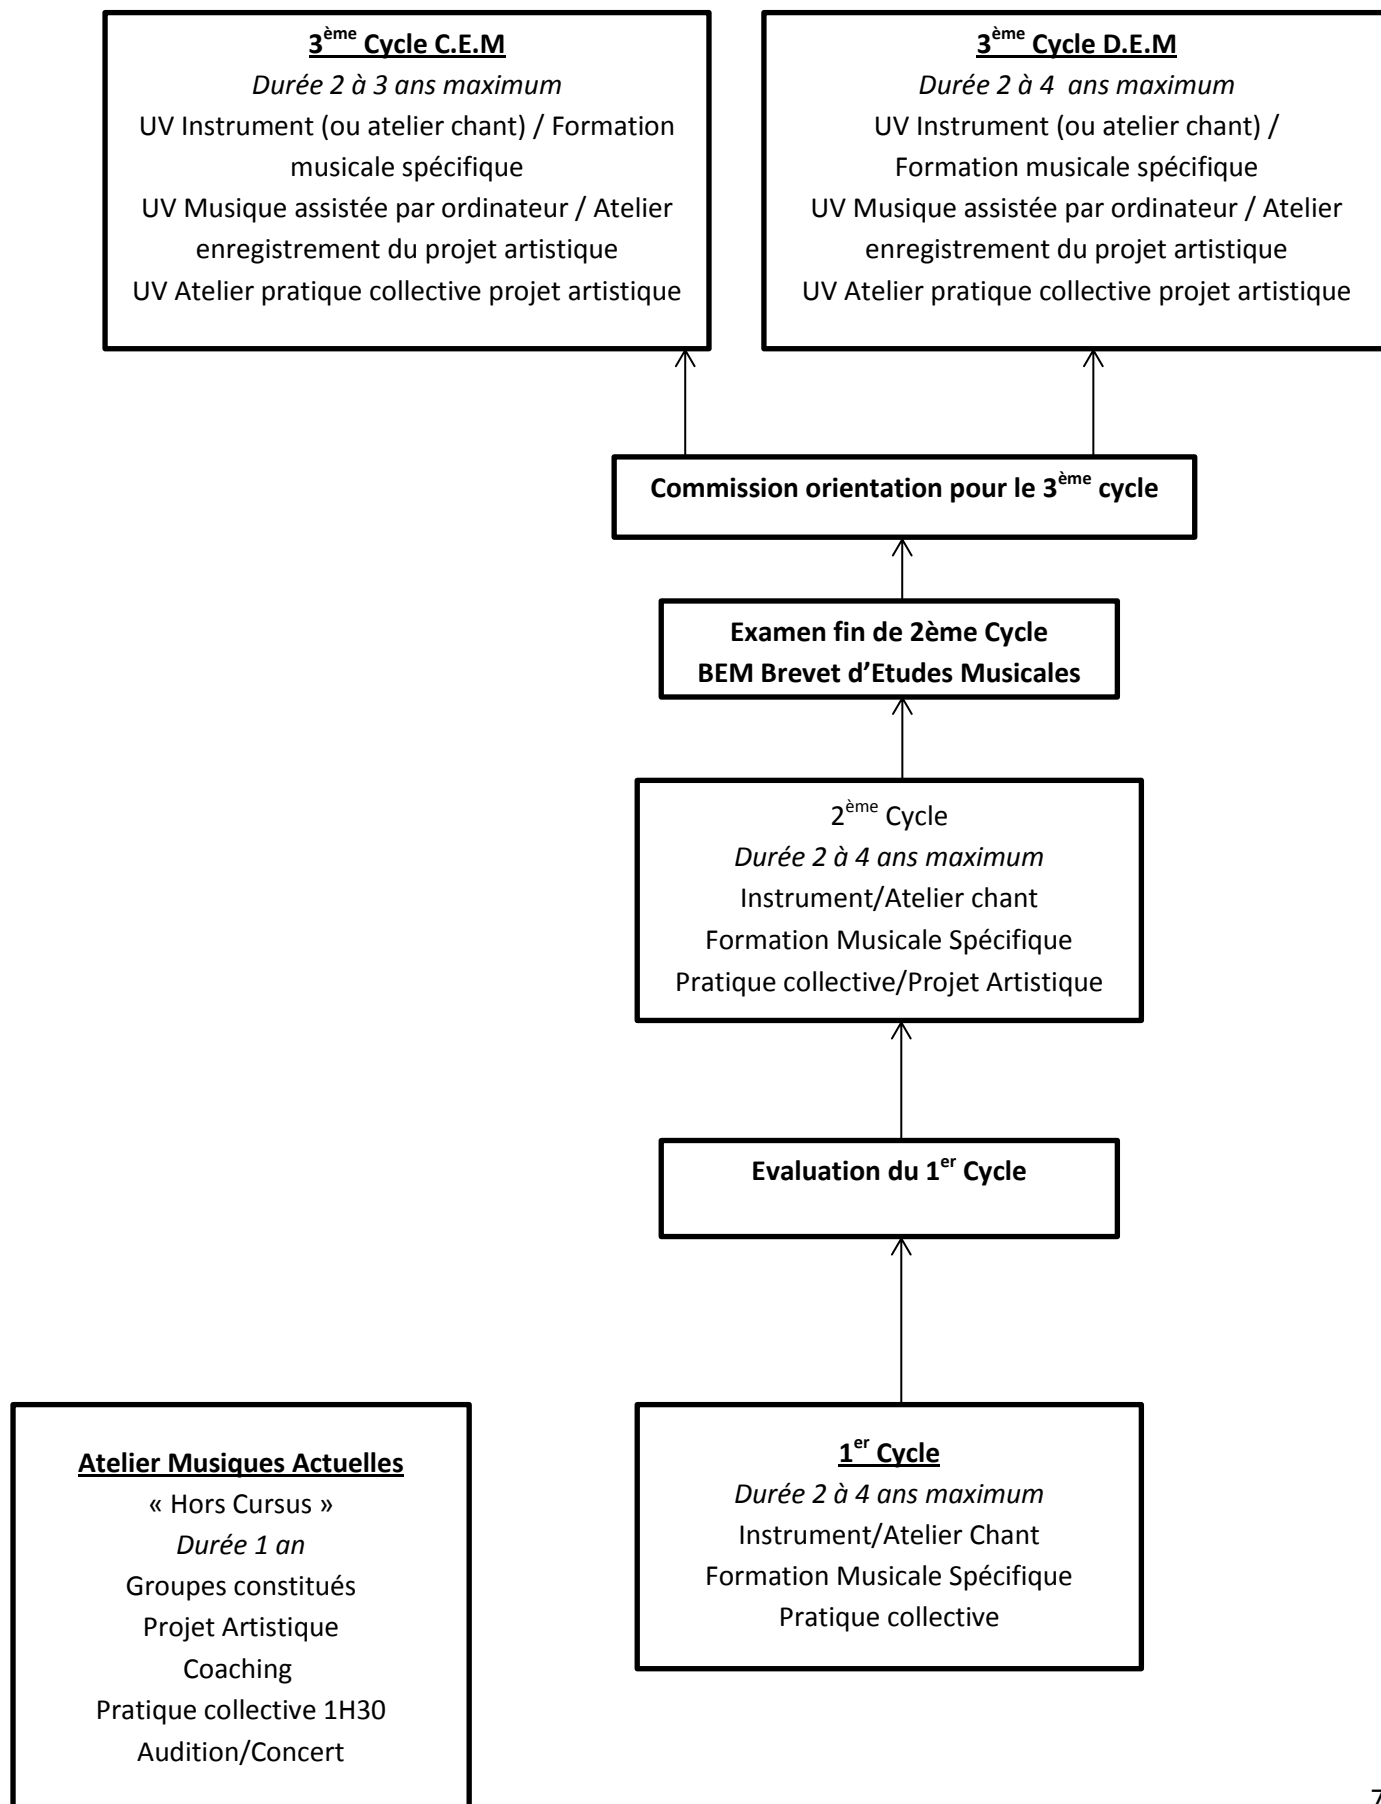 3ème Cycle C.E.M
Durée 2 à 3 ans maximum
UV Instrument (ou atelier chant) / Formation
musicale spécifique
UV Musique assistée par ordinateur / Atelier
enregistrement du projet artistique
UV Atelier pratique collective projet artistique
3ème Cycle D.E.M
Durée 2 à 4 ans maximum
UV Instrument (ou atelier chant) /
Formation musicale spécifique
UV Musique assistée par ordinateur / Atelier
enregistrement du projet artistique
UV Atelier pratique collective projet artistique
Commission orientation pour le 3ème cycle
Examen fin de 2ème Cycle
BEM Brevet d’Etudes Musicales
2ème Cycle
Durée 2 à 4 ans maximum
Instrument/Atelier chant
Formation Musicale Spécifique
Pratique collective/Projet Artistique
Evaluation du 1er Cycle
Atelier Musiques Actuelles
« Hors Cursus »
Durée 1 an
Groupes constitués
Projet Artistique
Coaching
Pratique collective 1H30
Audition/Concert
1er Cycle
Durée 2 à 4 ans maximum
Instrument/Atelier Chant
Formation Musicale Spécifique
Pratique collective
7